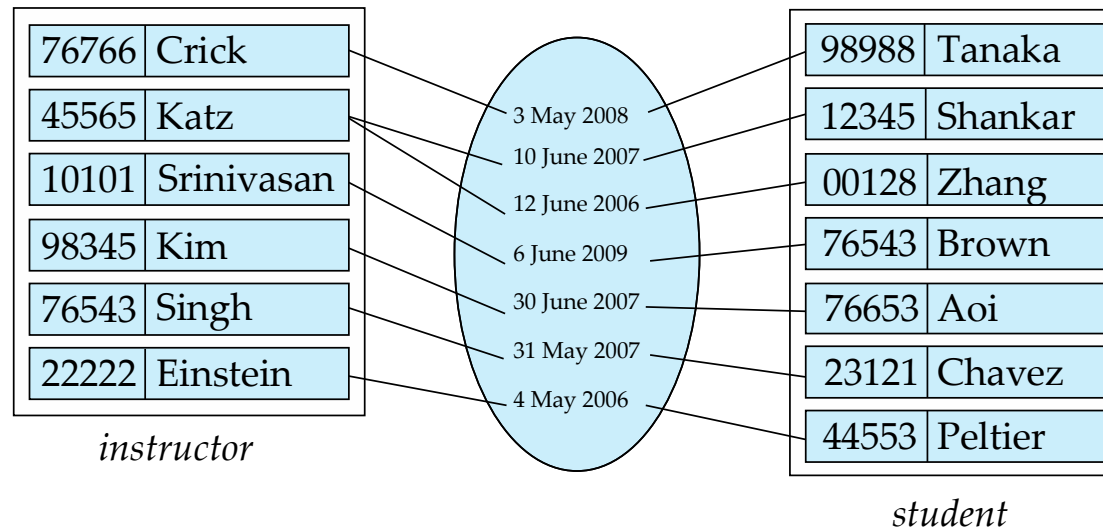 76766 Crick
45565 Katz
10101 Srinivasan
98345 Kim
76543 Singh
22222 Einstein
instructor
3 May 2008
10 June 2007
12 June 2006
6 June 2009
30 June 2007
31 May 2007
4 May 2006
98988 Tanaka
12345 Shankar
00128 Zhang
76543 Brown
76653 Aoi
23121 Chavez
44553 Peltier
student